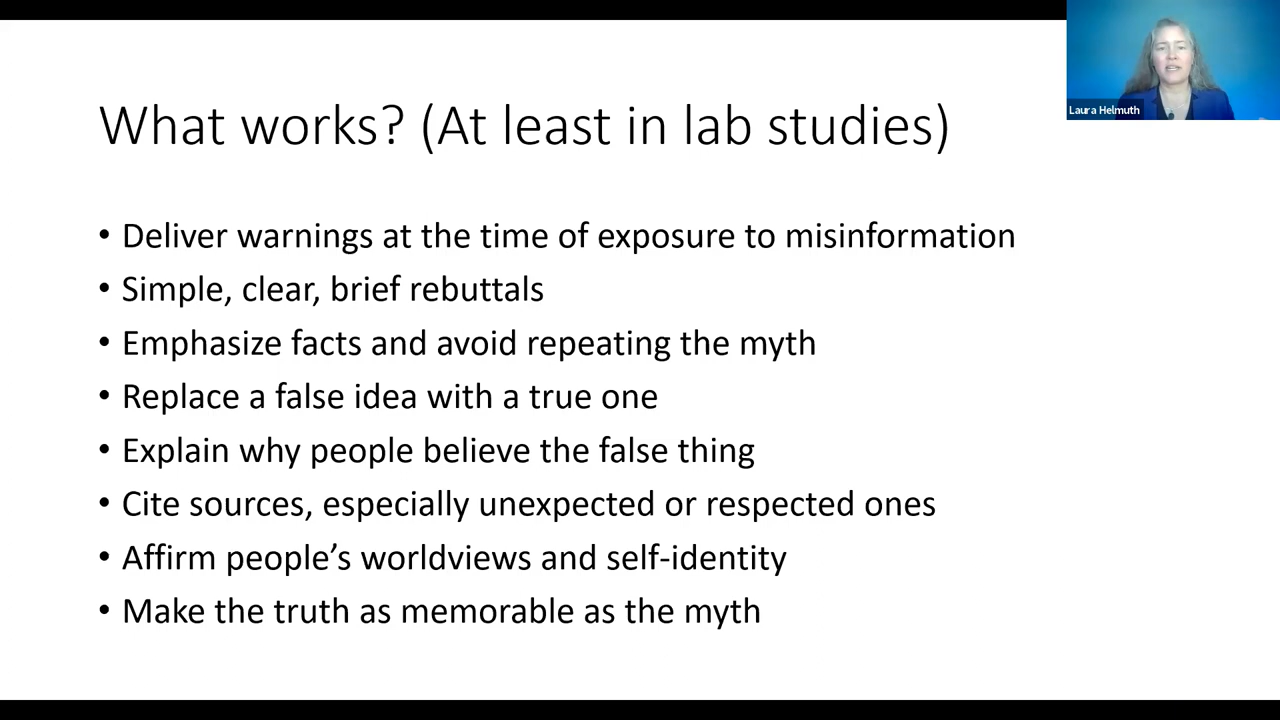 Laura Helmuth
What works? (At least in lab studies)
• Deliver warnings at the time of exposure to misinformation
• Simple, clear, brief rebuttals
• Emphasize facts and avoid repeating the myth
• Replace a false idea with a true one
• Explain why people believe the false thing
• Cite sources, especially unexpected or respected ones
• Affirm people’s worldviews and self-identity
• Make the truth as memorable as the myth